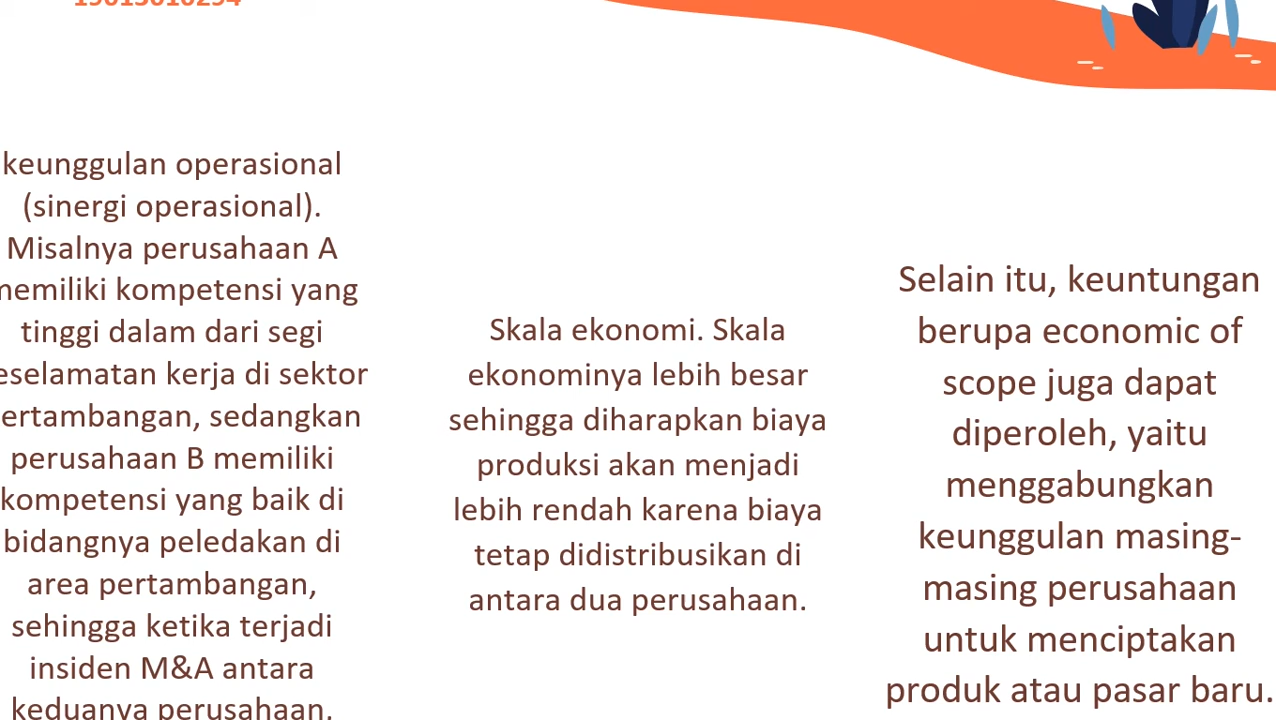 keunggulan operasional
(sinergi operasional).
Misalnya perusahaan A
memiliki kompetensi yang
tinggi dalam dari segi
eselamatan kerja di sektor
ertambangan, sedangkan
perusahaan B memiliki
kompetensi yang baik di
bidangnya peledakan di
area pertambangan,
sehingga ketika terjadi
insiden M&A antara
keduanya perusahaan.
Skala ekonomi. Skala
ekonominya lebih besar
sehingga diharapkan biaya
produksi akan menjadi
lebih rendah karena biaya
tetap didistribusikan di
antara dua perusahaan.
Selain itu, keuntungan
berupa economic of
scope juga dapat
diperoleh, yaitu
menggabungkan
keunggulan masing-
masing perusahaan
untuk menciptakan
produk atau pasar baru.